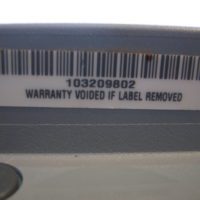 103209802
WARRANTY VOIDED IF LABEL REMOVED